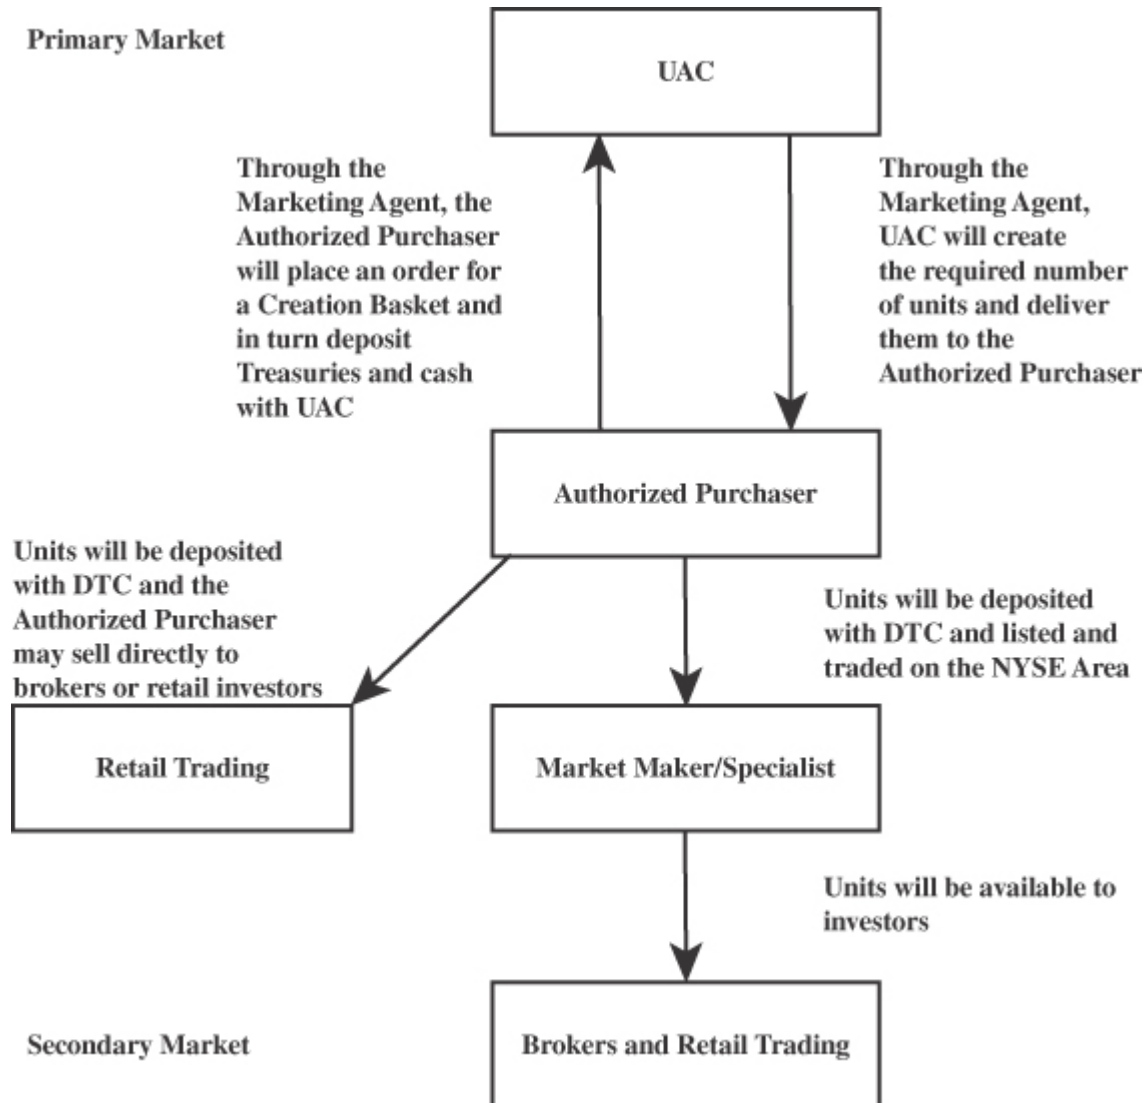 Primary Market
UAC
Through the
Marketing Agent, the
Authorized Purchaser
will place an order for
a Creation Basket and
in turn deposit
Treasuries and cash
with UAC
Through the
Marketing Agent,
UAC will create
the required number
of units and deliver
them to the
Authorized Purchaser
Authorized Purchaser
Units will be deposited
with DTC and the
Authorized Purchaser
may sell directly to
brokers or retail investors
Units will be deposited
with DTC and listed and
traded on the NYSE Area
Retail Trading
Market Maker/Specialist
Units will be available to
investors
Secondary Market
Brokers and Retail Trading